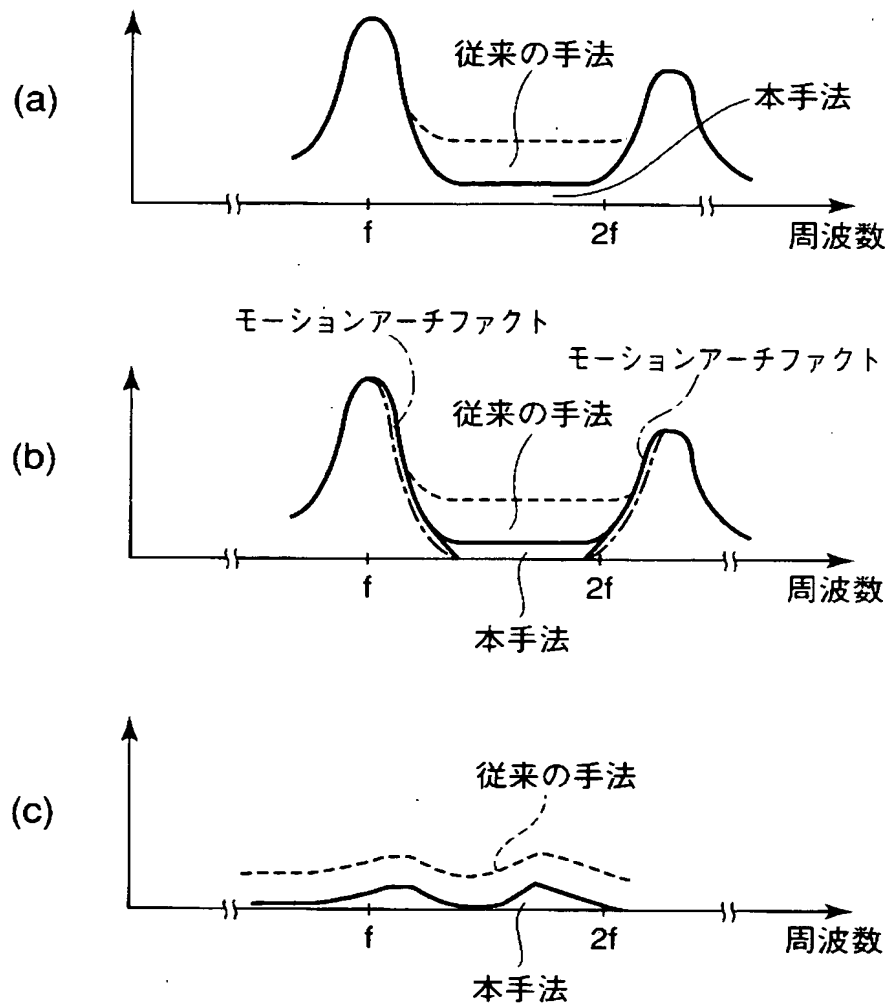 (a)
従来の手法
本手法
f
2f
周波数
(b)
モーションアーチファクト
モーションアーチファクト
従来の手法
f
2f
周波数
本手法
(c)
従来の手法
f
2f
周波数
本手法